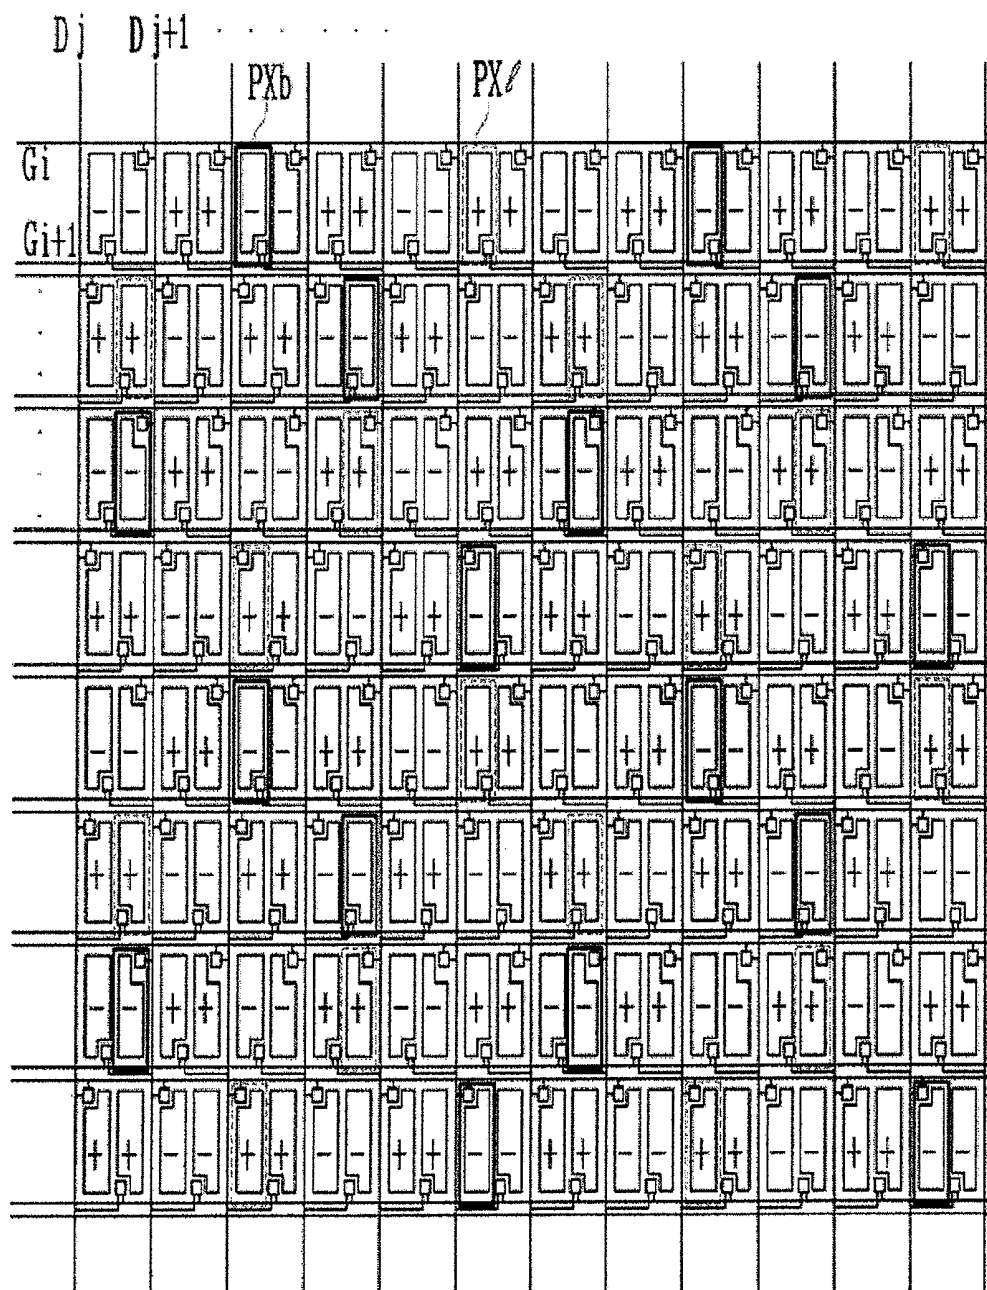 Dj Dj+1 · · · · · ·
PXb PXℓ
Gi
- - + + - - + + - - + + - - + + - - + + - - + +
Gi+1
+ + - - + + - - + + - - + + - - + + - - + + - -
- - + + - - + + - - + + - - + + - - + + - - + +
+ + - - + + - - + + - - + + - - + + - - + + - -
- - + + - - + + - - + + - - + + - - + + - - + +
+ + - - + + - - + + - - + + - - + + - - + + - -
- - + + - - + + - - + + - - + + - - + + - - + +
+ + - - + + - - + + - - + + - - + + - - + + - -